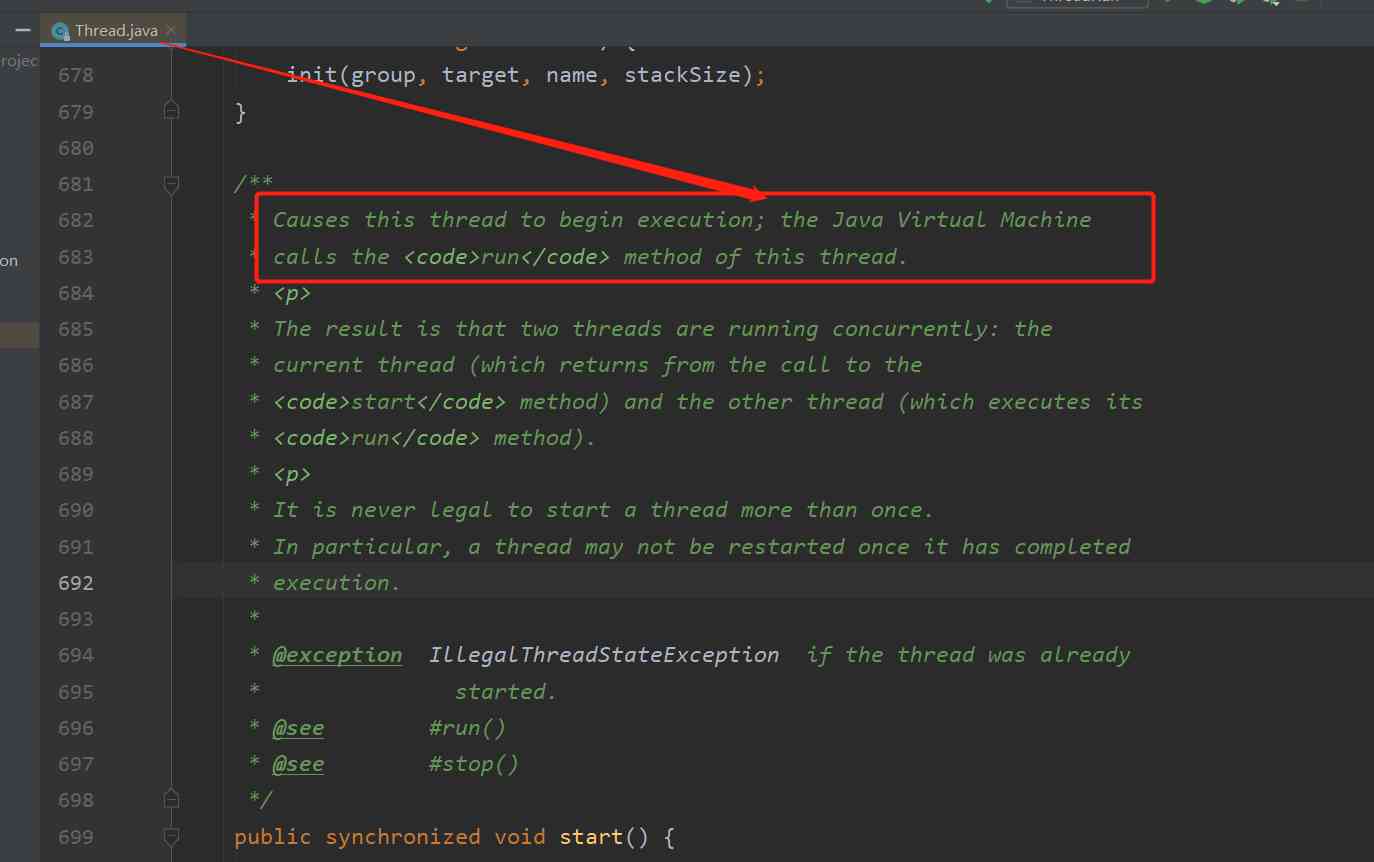 Thread.java
rojec
678 init(group, target, name, stackSize);
679 }
680
681 /**
682 * Causes this thread to begin execution; the Java Virtual Machine
on
683 * calls the <code>run</code> method of this thread.
684 * <p>
685 * The result is that two threads are running concurrently: the
686 * current thread (which returns from the call to the
687 * <code>start</code> method) and the other thread (which executes its
688 * <code>run</code> method).
689 * <p>
690 * It is never legal to start a thread more than once.
691 * In particular, a thread may not be restarted once it has completed
692 * execution.
693 *
694 * @exception  IllegalThreadStateException  if the thread was already
695 *               started.
696 * @see        #run()
697 * @see        #stop()
698 */
699 public synchronized void start() {